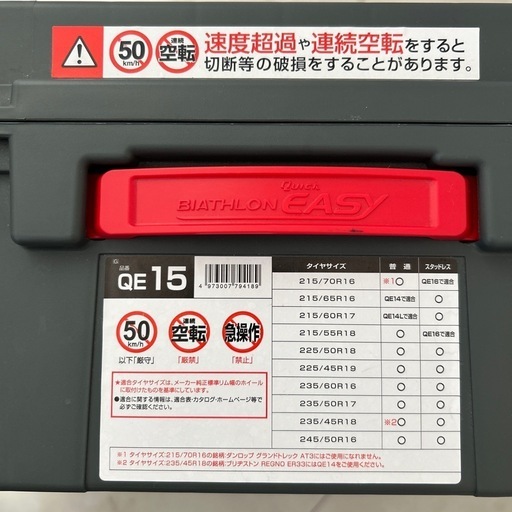 50 km/h
連続 空転
速度超過や連続空転をすると
切断等の破損をすることがあります。
QUICK
BIATHLON EASY
品番
QE15
4 973007 794189
50 km/h
連続 空転
急操作
以下「厳守」
「厳禁」
「禁止」
★適合タイヤサイズは、メーカー純正標準リム幅のホイールに取付けたものを基準にしています。
●適合に関する情報は、適合表・カタログ・ホームページ等で必ずご確認ください。
タイヤサイズ 普通 スタッドレス
215/70R16 ※1○ QE16で適合
215/65R16 QE14で適合 ○
215/60R17 QE14Lで適合 ○
215/55R18 ○ QE16で適合
225/50R18 ○ ○
225/45R19 ○ ○
235/60R16 ○ ○
235/50R17 ○ ○
235/45R18 ※2○ ○
245/50R16 ○ ○
※1 タイヤサイズ:215/70R16の銘柄:ダンロップ グランドトレック AT3にはご使用になれません。
※2 タイヤサイズ:235/45R18の銘柄:ブリヂストン REGNO ER33にはQE14をご使用ください。